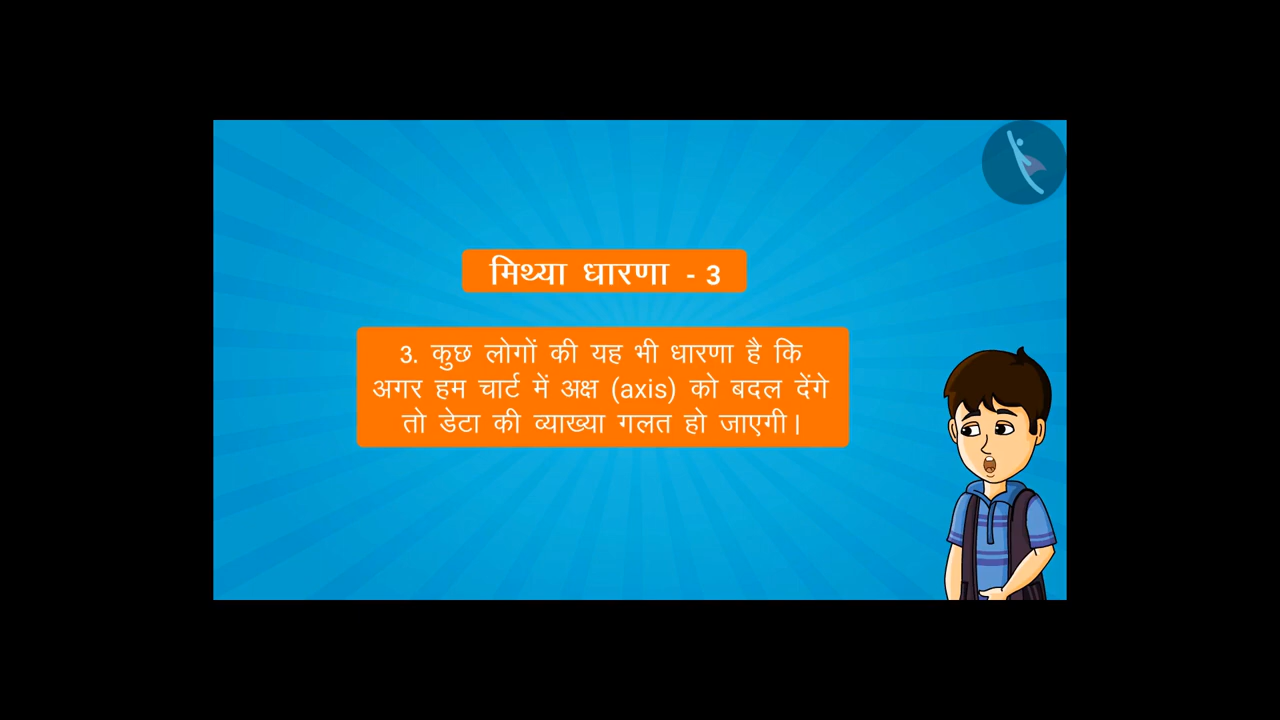 मिथ्या धारणा - 3
3. कुछ लोगों की यह भी धारणा है कि
अगर हम चार्ट में अक्ष (axis) को बदल देंगे
तो डेटा की व्याख्या गलत हो जाएगी।